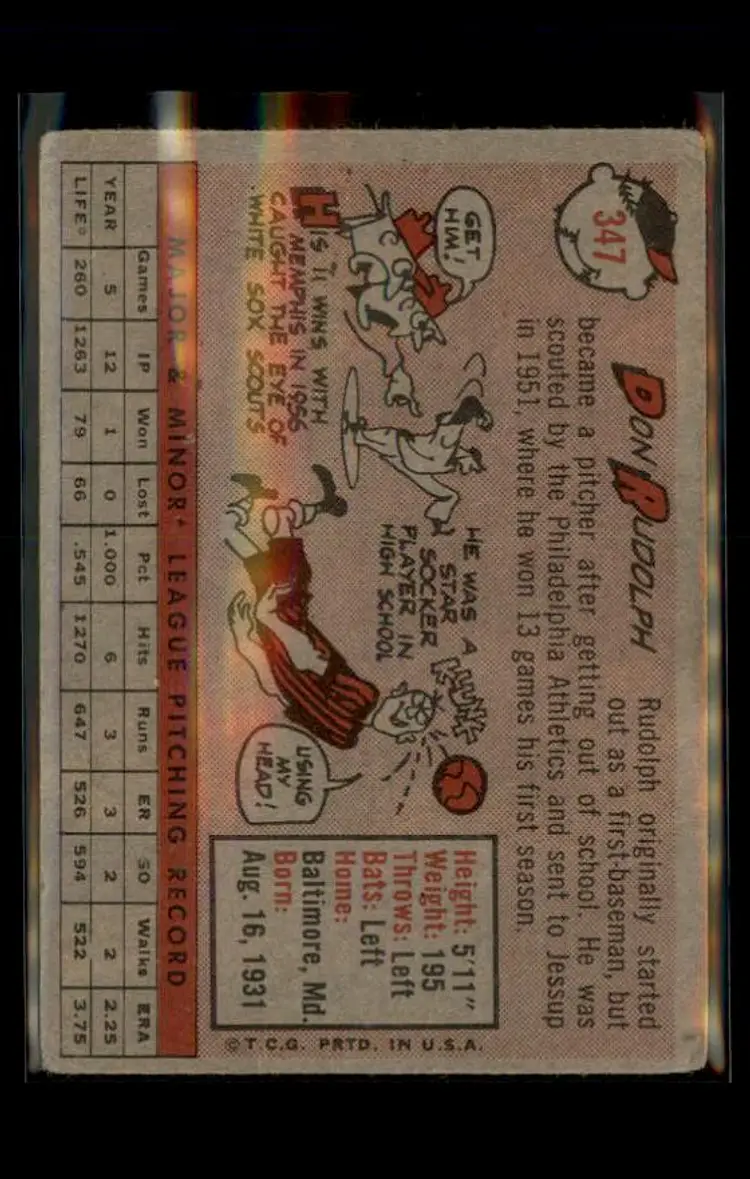 347
DON RUDOLPH
Rudolph originally started
out as a first-baseman, but
became a pitcher after getting out of school. He was
scouted by the Philadelphia Athletics and sent to Jessup
in 1951, where he won 13 games his first season.
GET
HIM!
HIS 11 WINS WITH
MEMPHIS IN 1956
CAUGHT THE EYE OF
WHITE SOX SCOUTS
HE WAS A
STAR
SOCKER
PLAYER IN
HIGH SCHOOL
KLUNK
USING
MY
HEAD!
Height: 5'11"
Weight: 195
Throws: Left
Bats: Left
Home:
Baltimore, Md.
Born:
Aug. 16, 1931
©T.C.G. PRTD. IN U.S.A.
MAJOR & MINOR* LEAGUE PITCHING RECORD
Games IP Won Lost Pct Hits Runs ER SO Walks ERA
YEAR 5 12 1 0 1.000 6 3 3 2 2 2.25
LIFE* 260 1263 79 66 .545 1270 647 526 594 522 3.75